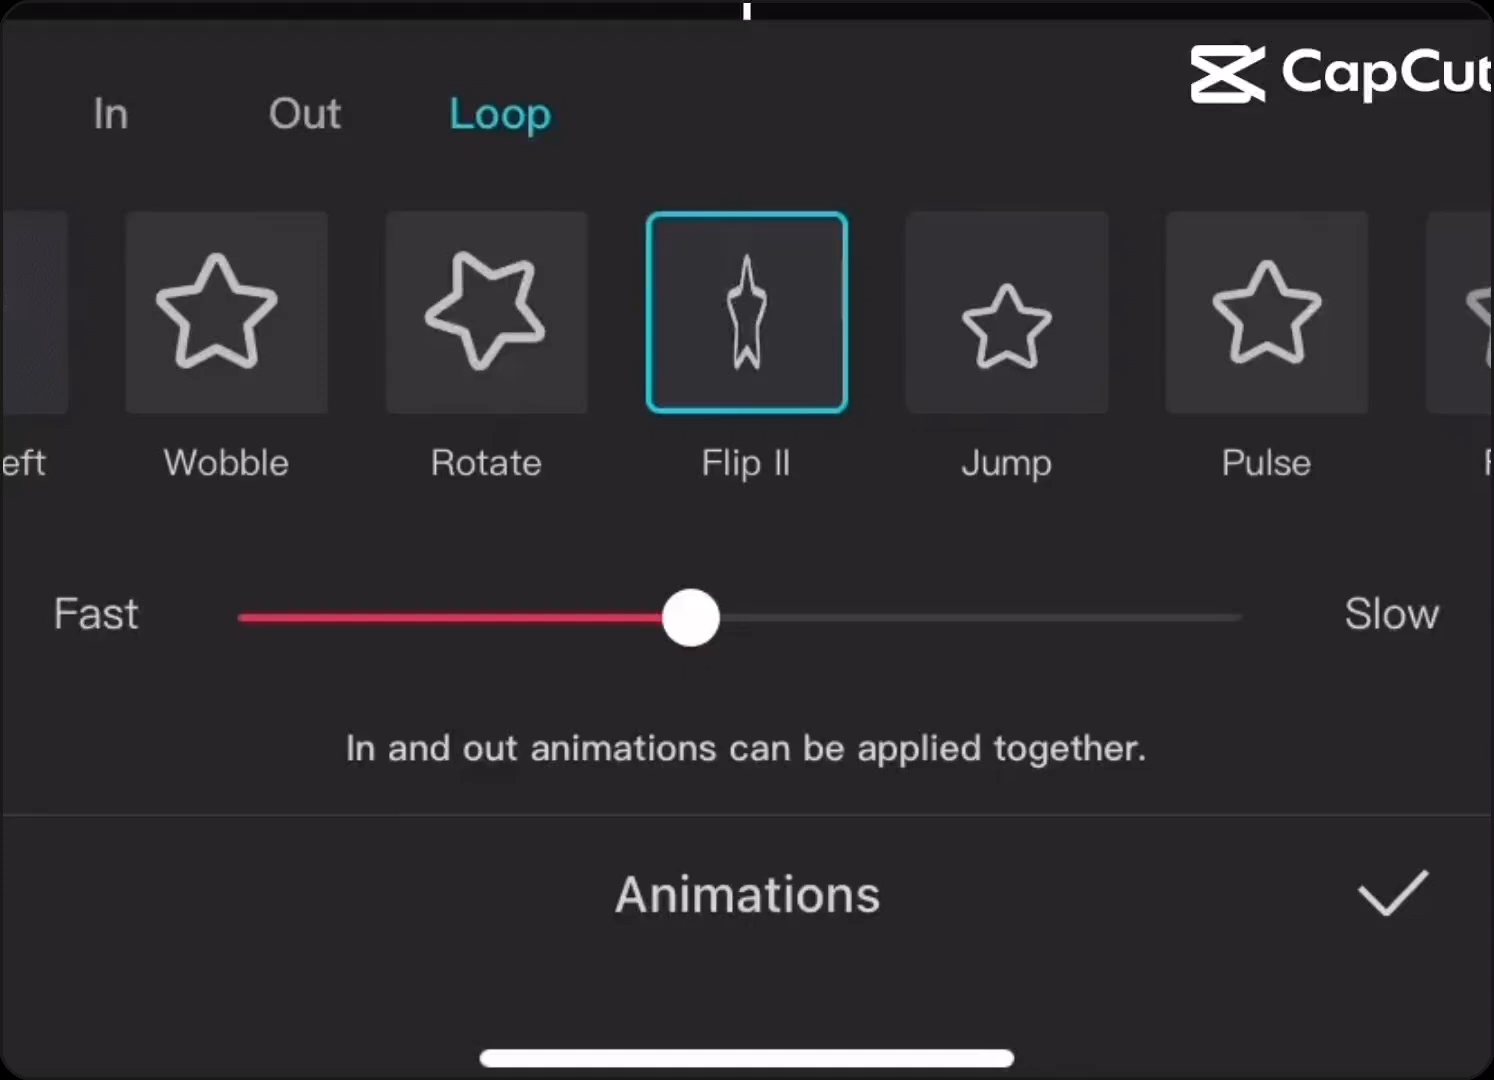 CapCut
In Out Loop
eft Wobble Rotate Flip II Jump Pulse
Fast Slow
In and out animations can be applied together.
Animations